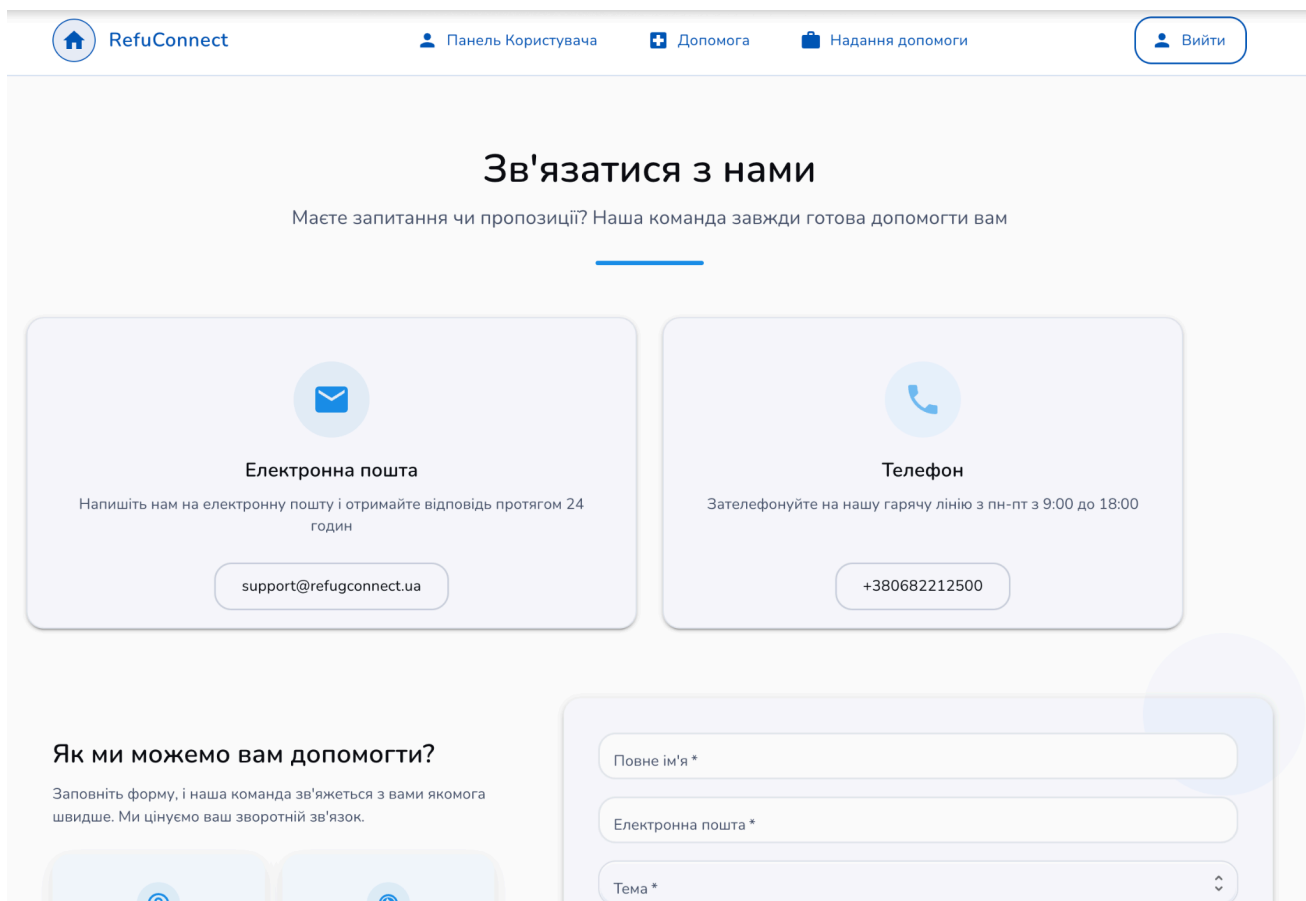 RefuConnect
Панель Користувача
Допомога
Надання допомоги
Вийти
Зв'язатися з нами
Маєте запитання чи пропозиції? Наша команда завжди готова допомогти вам
Електронна пошта
Напишіть нам на електронну пошту і отримайте відповідь протягом 24
годин
support@refugconnect.ua
Телефон
Зателефонуйте на нашу гарячу лінію з пн-пт з 9:00 до 18:00
+380682212500
Як ми можемо вам допомогти?
Заповніть форму, і наша команда зв'яжеться з вами якомога
швидше. Ми цінуємо ваш зворотній зв'язок.
Повне ім'я *
Електронна пошта *
Тема *